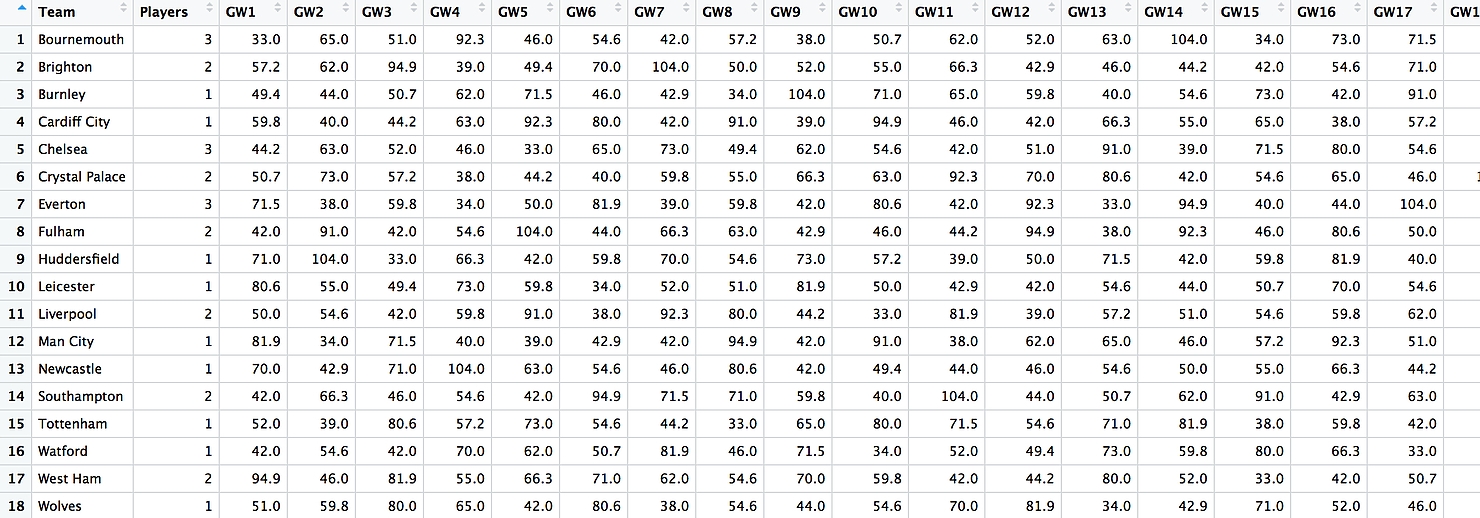 Team Players GW1 GW2 GW3 GW4 GW5 GW6 GW7 GW8 GW9 GW10 GW11 GW12 GW13 GW14 GW15 GW16 GW17 GW1
1 Bournemouth 3 33.0 65.0 51.0 92.3 46.0 54.6 42.0 57.2 38.0 50.7 62.0 52.0 63.0 104.0 34.0 73.0 71.5
2 Brighton 2 57.2 62.0 94.9 39.0 49.4 70.0 104.0 50.0 52.0 55.0 66.3 42.9 46.0 44.2 42.0 54.6 71.0
3 Burnley 1 49.4 44.0 50.7 62.0 71.5 46.0 42.9 34.0 104.0 71.0 65.0 59.8 40.0 54.6 73.0 42.0 91.0
4 Cardiff City 1 59.8 40.0 44.2 63.0 92.3 80.0 42.0 91.0 39.0 94.9 46.0 42.0 66.3 55.0 65.0 38.0 57.2
5 Chelsea 3 44.2 63.0 52.0 46.0 33.0 65.0 73.0 49.4 62.0 54.6 42.0 51.0 91.0 39.0 71.5 80.0 54.6
6 Crystal Palace 2 50.7 73.0 57.2 38.0 44.2 40.0 59.8 55.0 66.3 63.0 92.3 70.0 80.6 42.0 54.6 65.0 46.0 1
7 Everton 3 71.5 38.0 59.8 34.0 50.0 81.9 39.0 59.8 42.0 80.6 42.0 92.3 33.0 94.9 40.0 44.0 104.0
8 Fulham 2 42.0 91.0 42.0 54.6 104.0 44.0 66.3 63.0 42.9 46.0 44.2 94.9 38.0 92.3 46.0 80.6 50.0
9 Huddersfield 1 71.0 104.0 33.0 66.3 42.0 59.8 70.0 54.6 73.0 57.2 39.0 50.0 71.5 42.0 59.8 81.9 40.0
10 Leicester 1 80.6 55.0 49.4 73.0 59.8 34.0 52.0 51.0 81.9 50.0 42.9 42.0 54.6 44.0 50.7 70.0 54.6
11 Liverpool 2 50.0 54.6 42.0 59.8 91.0 38.0 92.3 80.0 44.2 33.0 81.9 39.0 57.2 51.0 54.6 59.8 62.0
12 Man City 1 81.9 34.0 71.5 40.0 39.0 42.9 42.0 94.9 42.0 91.0 38.0 62.0 65.0 46.0 57.2 92.3 51.0
13 Newcastle 1 70.0 42.9 71.0 104.0 63.0 54.6 46.0 80.6 42.0 49.4 44.0 46.0 54.6 50.0 55.0 66.3 44.2
14 Southampton 2 42.0 66.3 46.0 54.6 42.0 94.9 71.5 71.0 59.8 40.0 104.0 44.0 50.7 62.0 91.0 42.9 63.0
15 Tottenham 1 52.0 39.0 80.6 57.2 73.0 54.6 44.2 33.0 65.0 80.0 71.5 54.6 71.0 81.9 38.0 59.8 42.0
16 Watford 1 42.0 54.6 42.0 70.0 62.0 50.7 81.9 46.0 71.5 34.0 52.0 49.4 73.0 59.8 80.0 66.3 33.0
17 West Ham 2 94.9 46.0 81.9 55.0 66.3 71.0 62.0 54.6 70.0 59.8 42.0 44.2 80.0 52.0 33.0 42.0 50.7
18 Wolves 1 51.0 59.8 80.0 65.0 42.0 80.6 38.0 54.6 44.0 54.6 70.0 81.9 34.0 42.9 71.0 52.0 46.0